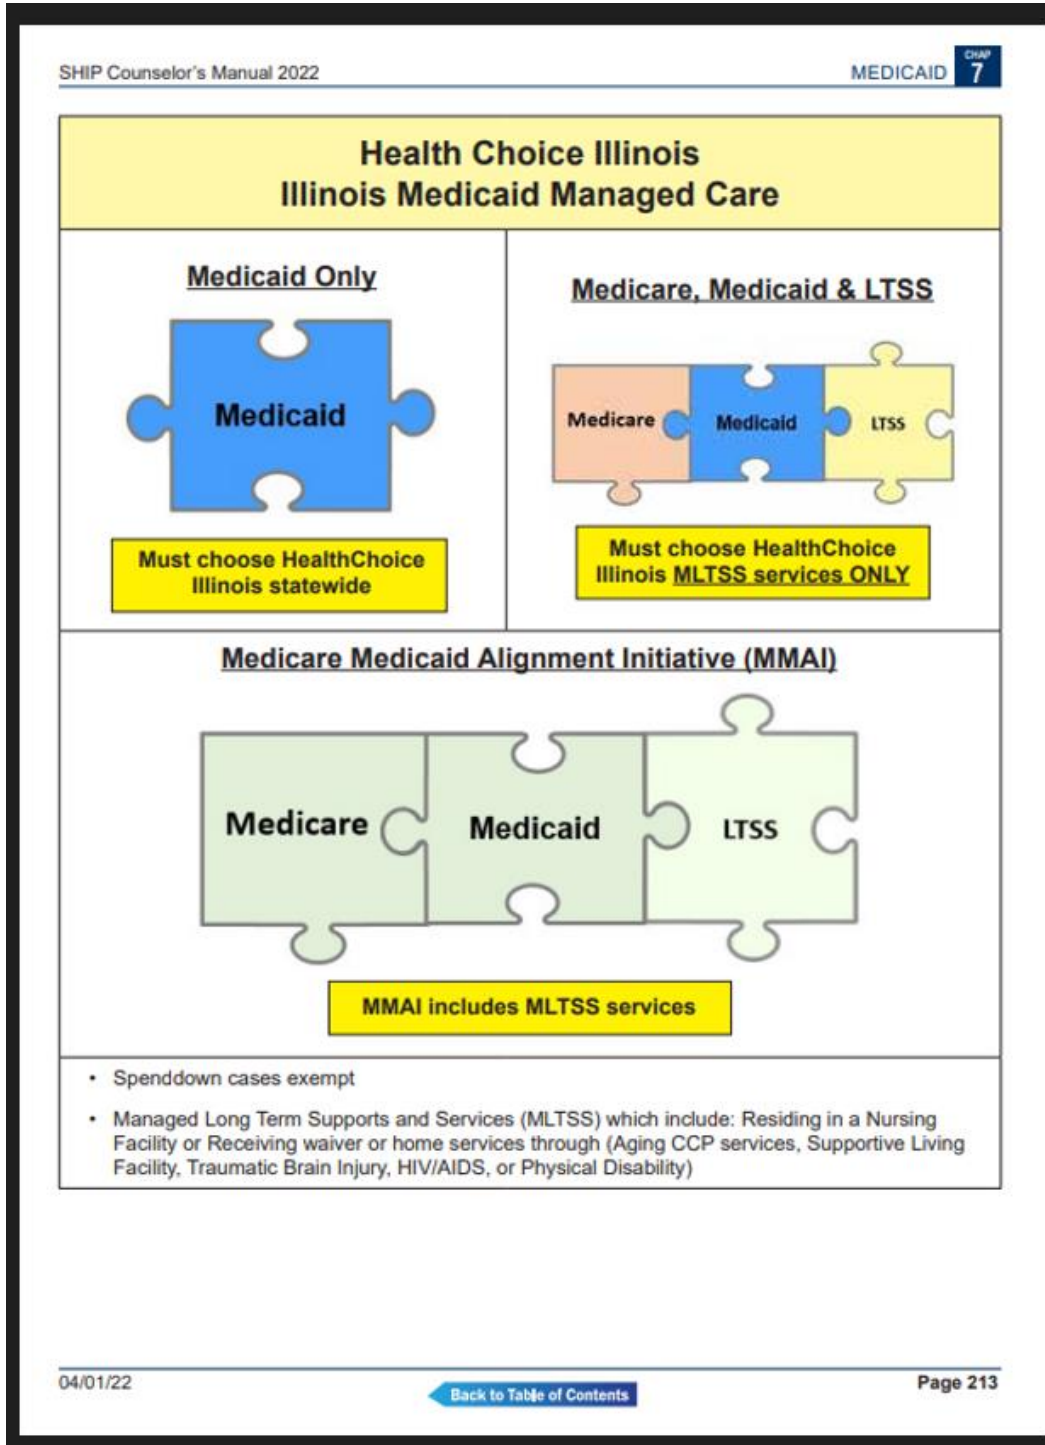 SHIP Counselor's Manual 2022
MEDICAID
CHAP
7
Health Choice Illinois
Illinois Medicaid Managed Care
Medicaid Only
Medicaid
Must choose HealthChoice
Illinois statewide
Medicare, Medicaid & LTSS
Medicare
Medicaid
LTSS
Must choose HealthChoice
Illinois MLTSS services ONLY
Medicare Medicaid Alignment Initiative (MMAI)
Medicare
Medicaid
LTSS
MMAI includes MLTSS services
• Spenddown cases exempt
• Managed Long Term Supports and Services (MLTSS) which include: Residing in a Nursing
Facility or Receiving waiver or home services through (Aging CCP services, Supportive Living
Facility, Traumatic Brain Injury, HIV/AIDS, or Physical Disability)
04/01/22
Back to Table of Contents
Page 213